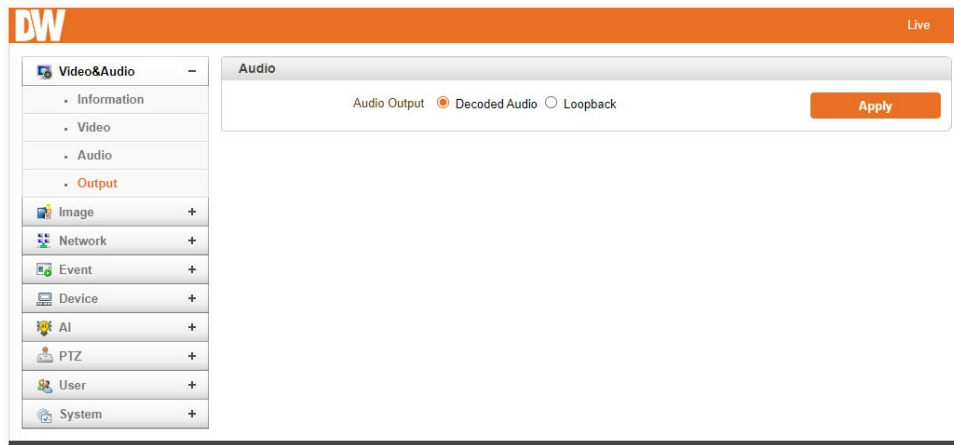 DW
Live
Video&Audio −
Information
Video
Audio
Output
Image +
Network +
Event +
Device +
AI +
PTZ +
User +
System +
Audio
Audio Output Decoded Audio Loopback Apply